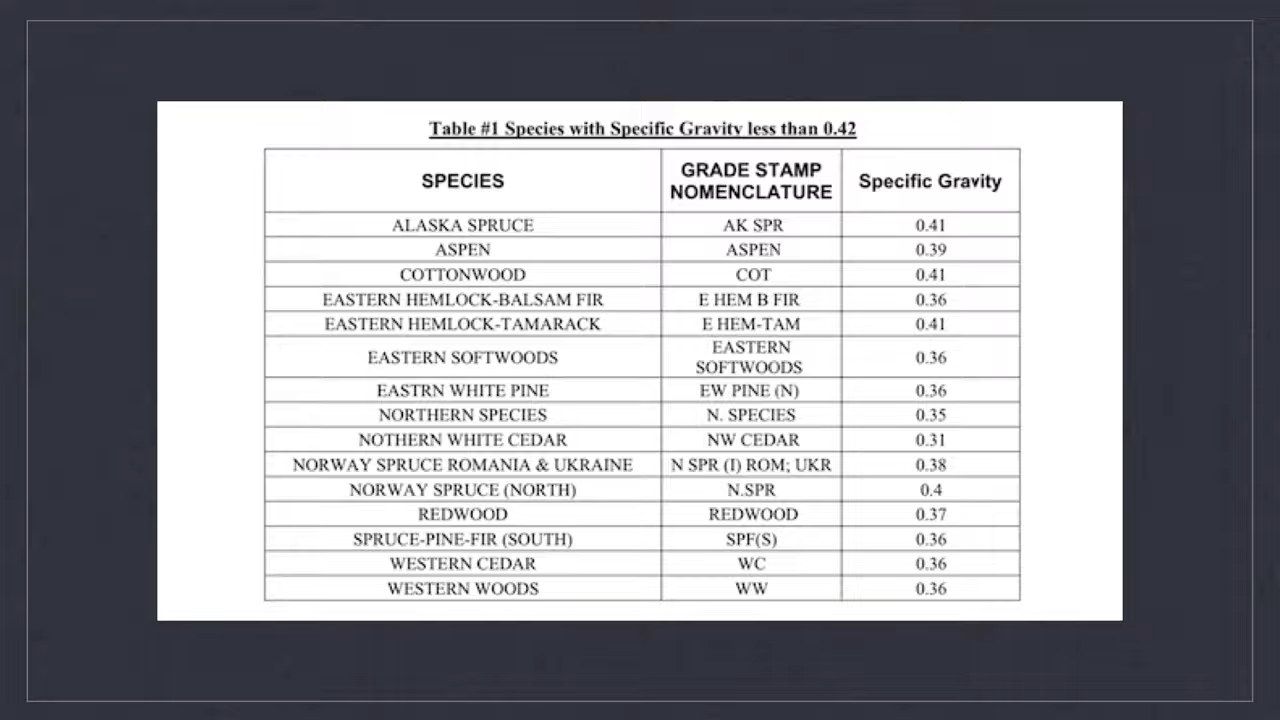 Table #1 Species with Specific Gravity less than 0.42
SPECIES GRADE STAMP NOMENCLATURE Specific Gravity
ALASKA SPRUCE AK SPR 0.41
ASPEN ASPEN 0.39
COTTONWOOD COT 0.41
EASTERN HEMLOCK-BALSAM FIR E HEM B FIR 0.36
EASTERN HEMLOCK-TAMARACK E HEM-TAM 0.41
EASTERN SOFTWOODS EASTERN SOFTWOODS 0.36
EASTRN WHITE PINE EW PINE (N) 0.36
NORTHERN SPECIES N. SPECIES 0.35
NOTHERN WHITE CEDAR NW CEDAR 0.31
NORWAY SPRUCE ROMANIA & UKRAINE N SPR (I) ROM; UKR 0.38
NORWAY SPRUCE (NORTH) N.SPR 0.4
REDWOOD REDWOOD 0.37
SPRUCE-PINE-FIR (SOUTH) SPF(S) 0.36
WESTERN CEDAR WC 0.36
WESTERN WOODS WW 0.36